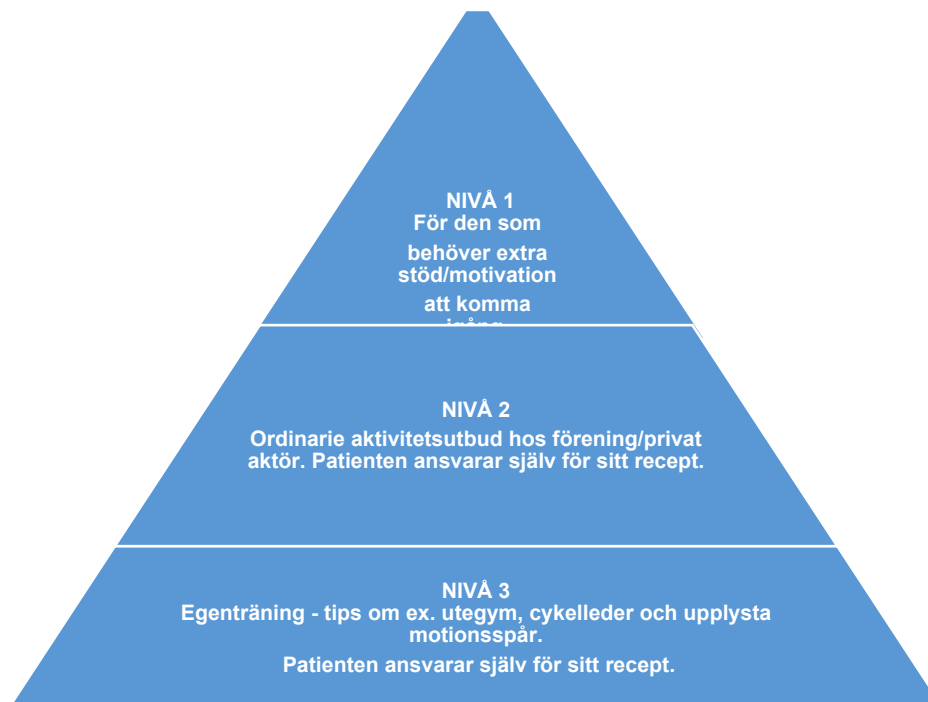 NIVÅ 1
För den som
behöver extra
stöd/motivation
att komma
igång
NIVÅ 2
Ordinarie aktivitetsutbud hos förening/privat
aktör. Patienten ansvarar själv för sitt recept.
NIVÅ 3
Egenträning - tips om ex. utegym, cykelleder och upplysta
motionsspår.
Patienten ansvarar själv för sitt recept.